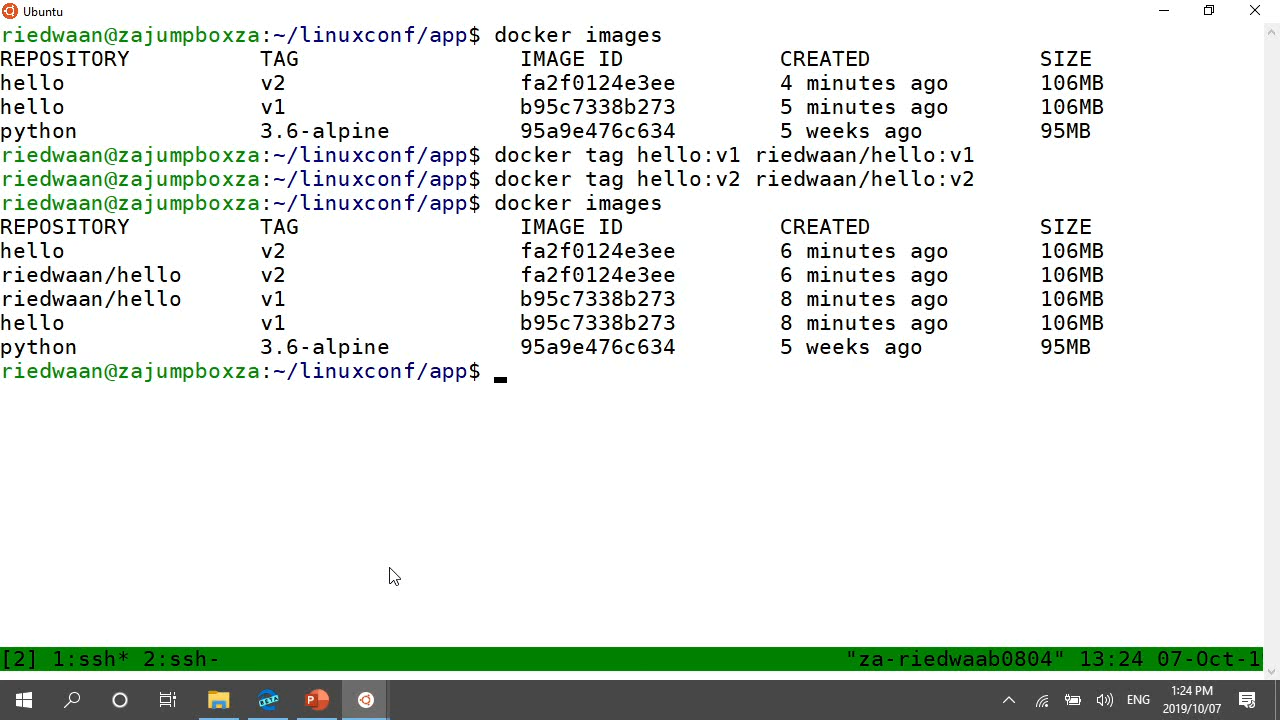 Ubuntu
riedwaan@zajumpboxza:~/linuxconf/app$ docker images
REPOSITORY TAG IMAGE ID CREATED SIZE
hello v2 fa2f0124e3ee 4 minutes ago 106MB
hello v1 b95c7338b273 5 minutes ago 106MB
python 3.6-alpine 95a9e476c634 5 weeks ago 95MB
riedwaan@zajumpboxza:~/linuxconf/app$ docker tag hello:v1 riedwaan/hello:v1
riedwaan@zajumpboxza:~/linuxconf/app$ docker tag hello:v2 riedwaan/hello:v2
riedwaan@zajumpboxza:~/linuxconf/app$ docker images
REPOSITORY TAG IMAGE ID CREATED SIZE
hello v2 fa2f0124e3ee 6 minutes ago 106MB
riedwaan/hello v2 fa2f0124e3ee 6 minutes ago 106MB
riedwaan/hello v1 b95c7338b273 8 minutes ago 106MB
hello v1 b95c7338b273 8 minutes ago 106MB
python 3.6-alpine 95a9e476c634 5 weeks ago 95MB
riedwaan@zajumpboxza:~/linuxconf/app$
[2] 1:ssh* 2:ssh- "za-riedwaab0804" 13:24 07-Oct-1
BETA P ENG 1:24 PM
2019/10/07